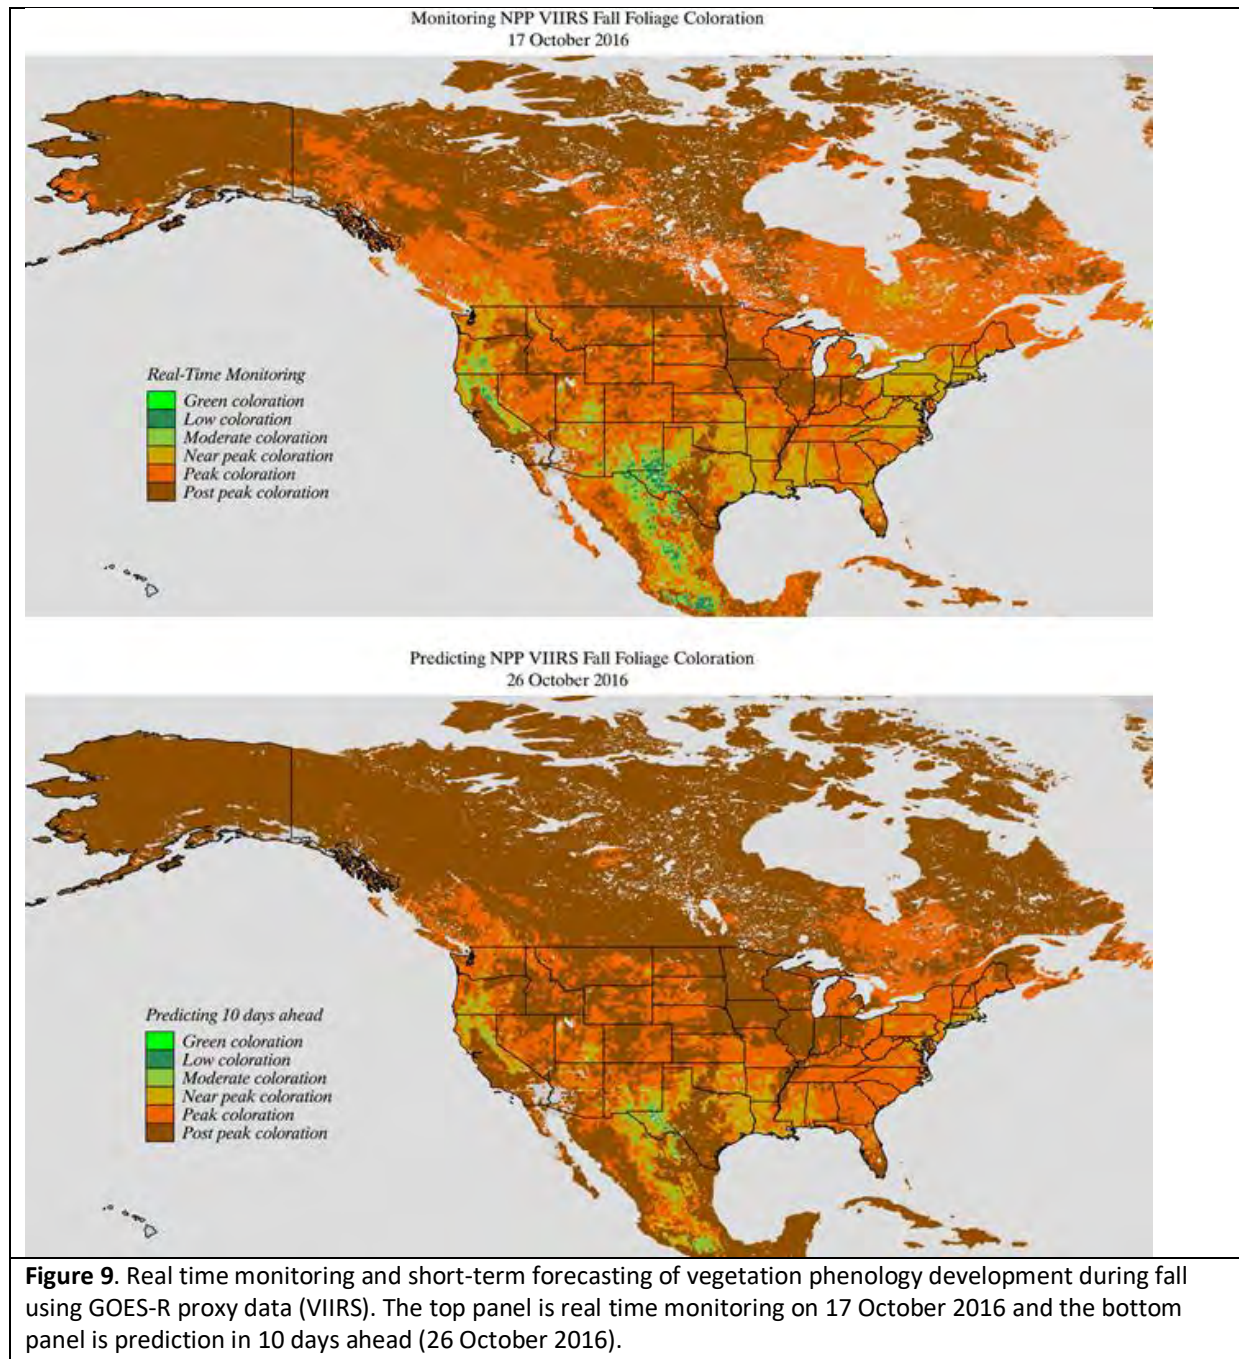 Monitoring NPP VIIRS Fall Foliage Coloration
17 October 2016
Real-Time Monitoring
Green coloration
Low coloration
Moderate coloration
Near peak coloration
Peak coloration
Post peak coloration
Predicting NPP VIIRS Fall Foliage Coloration
26 October 2016
Predicting 10 days ahead
Green coloration
Low coloration
Moderate coloration
Near peak coloration
Peak coloration
Post peak coloration
Figure 9. Real time monitoring and short-term forecasting of vegetation phenology development during fall
using GOES-R proxy data (VIIRS). The top panel is real time monitoring on 17 October 2016 and the bottom
panel is prediction in 10 days ahead (26 October 2016).